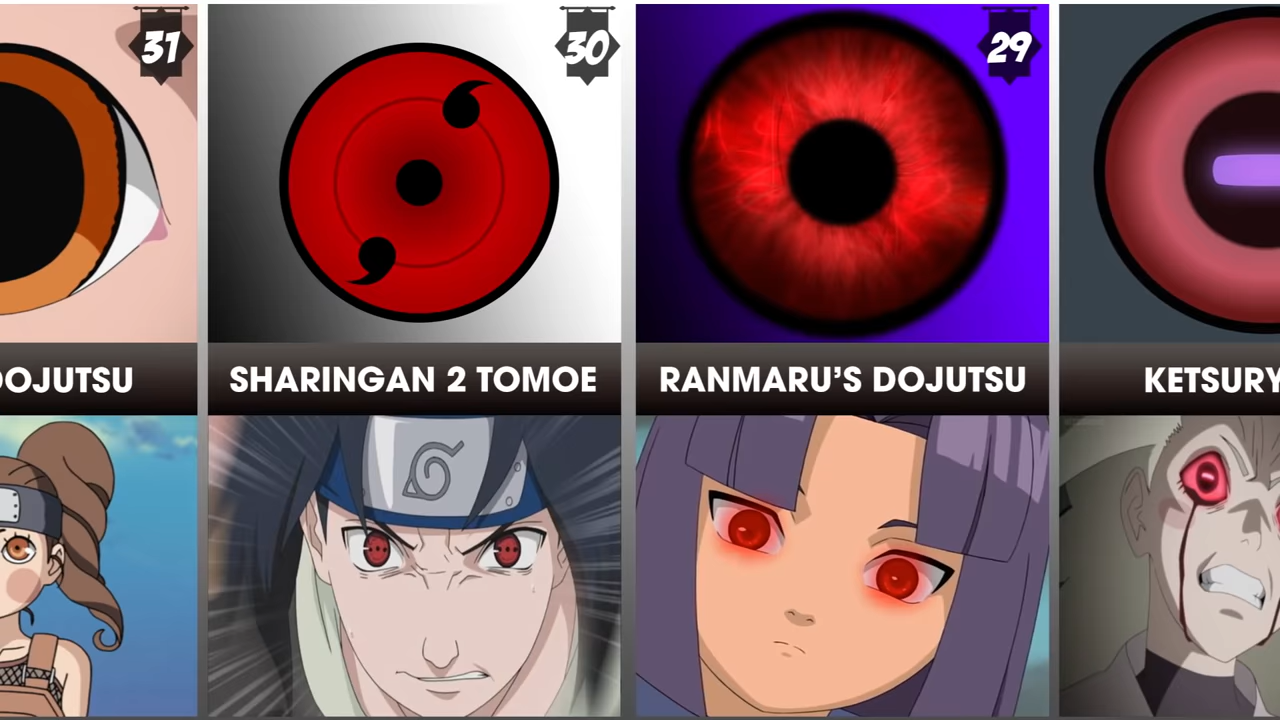 31
30
29
DOJUTSU
SHARINGAN 2 TOMOE
RANMARU'S DOJUTSU
KETSURY